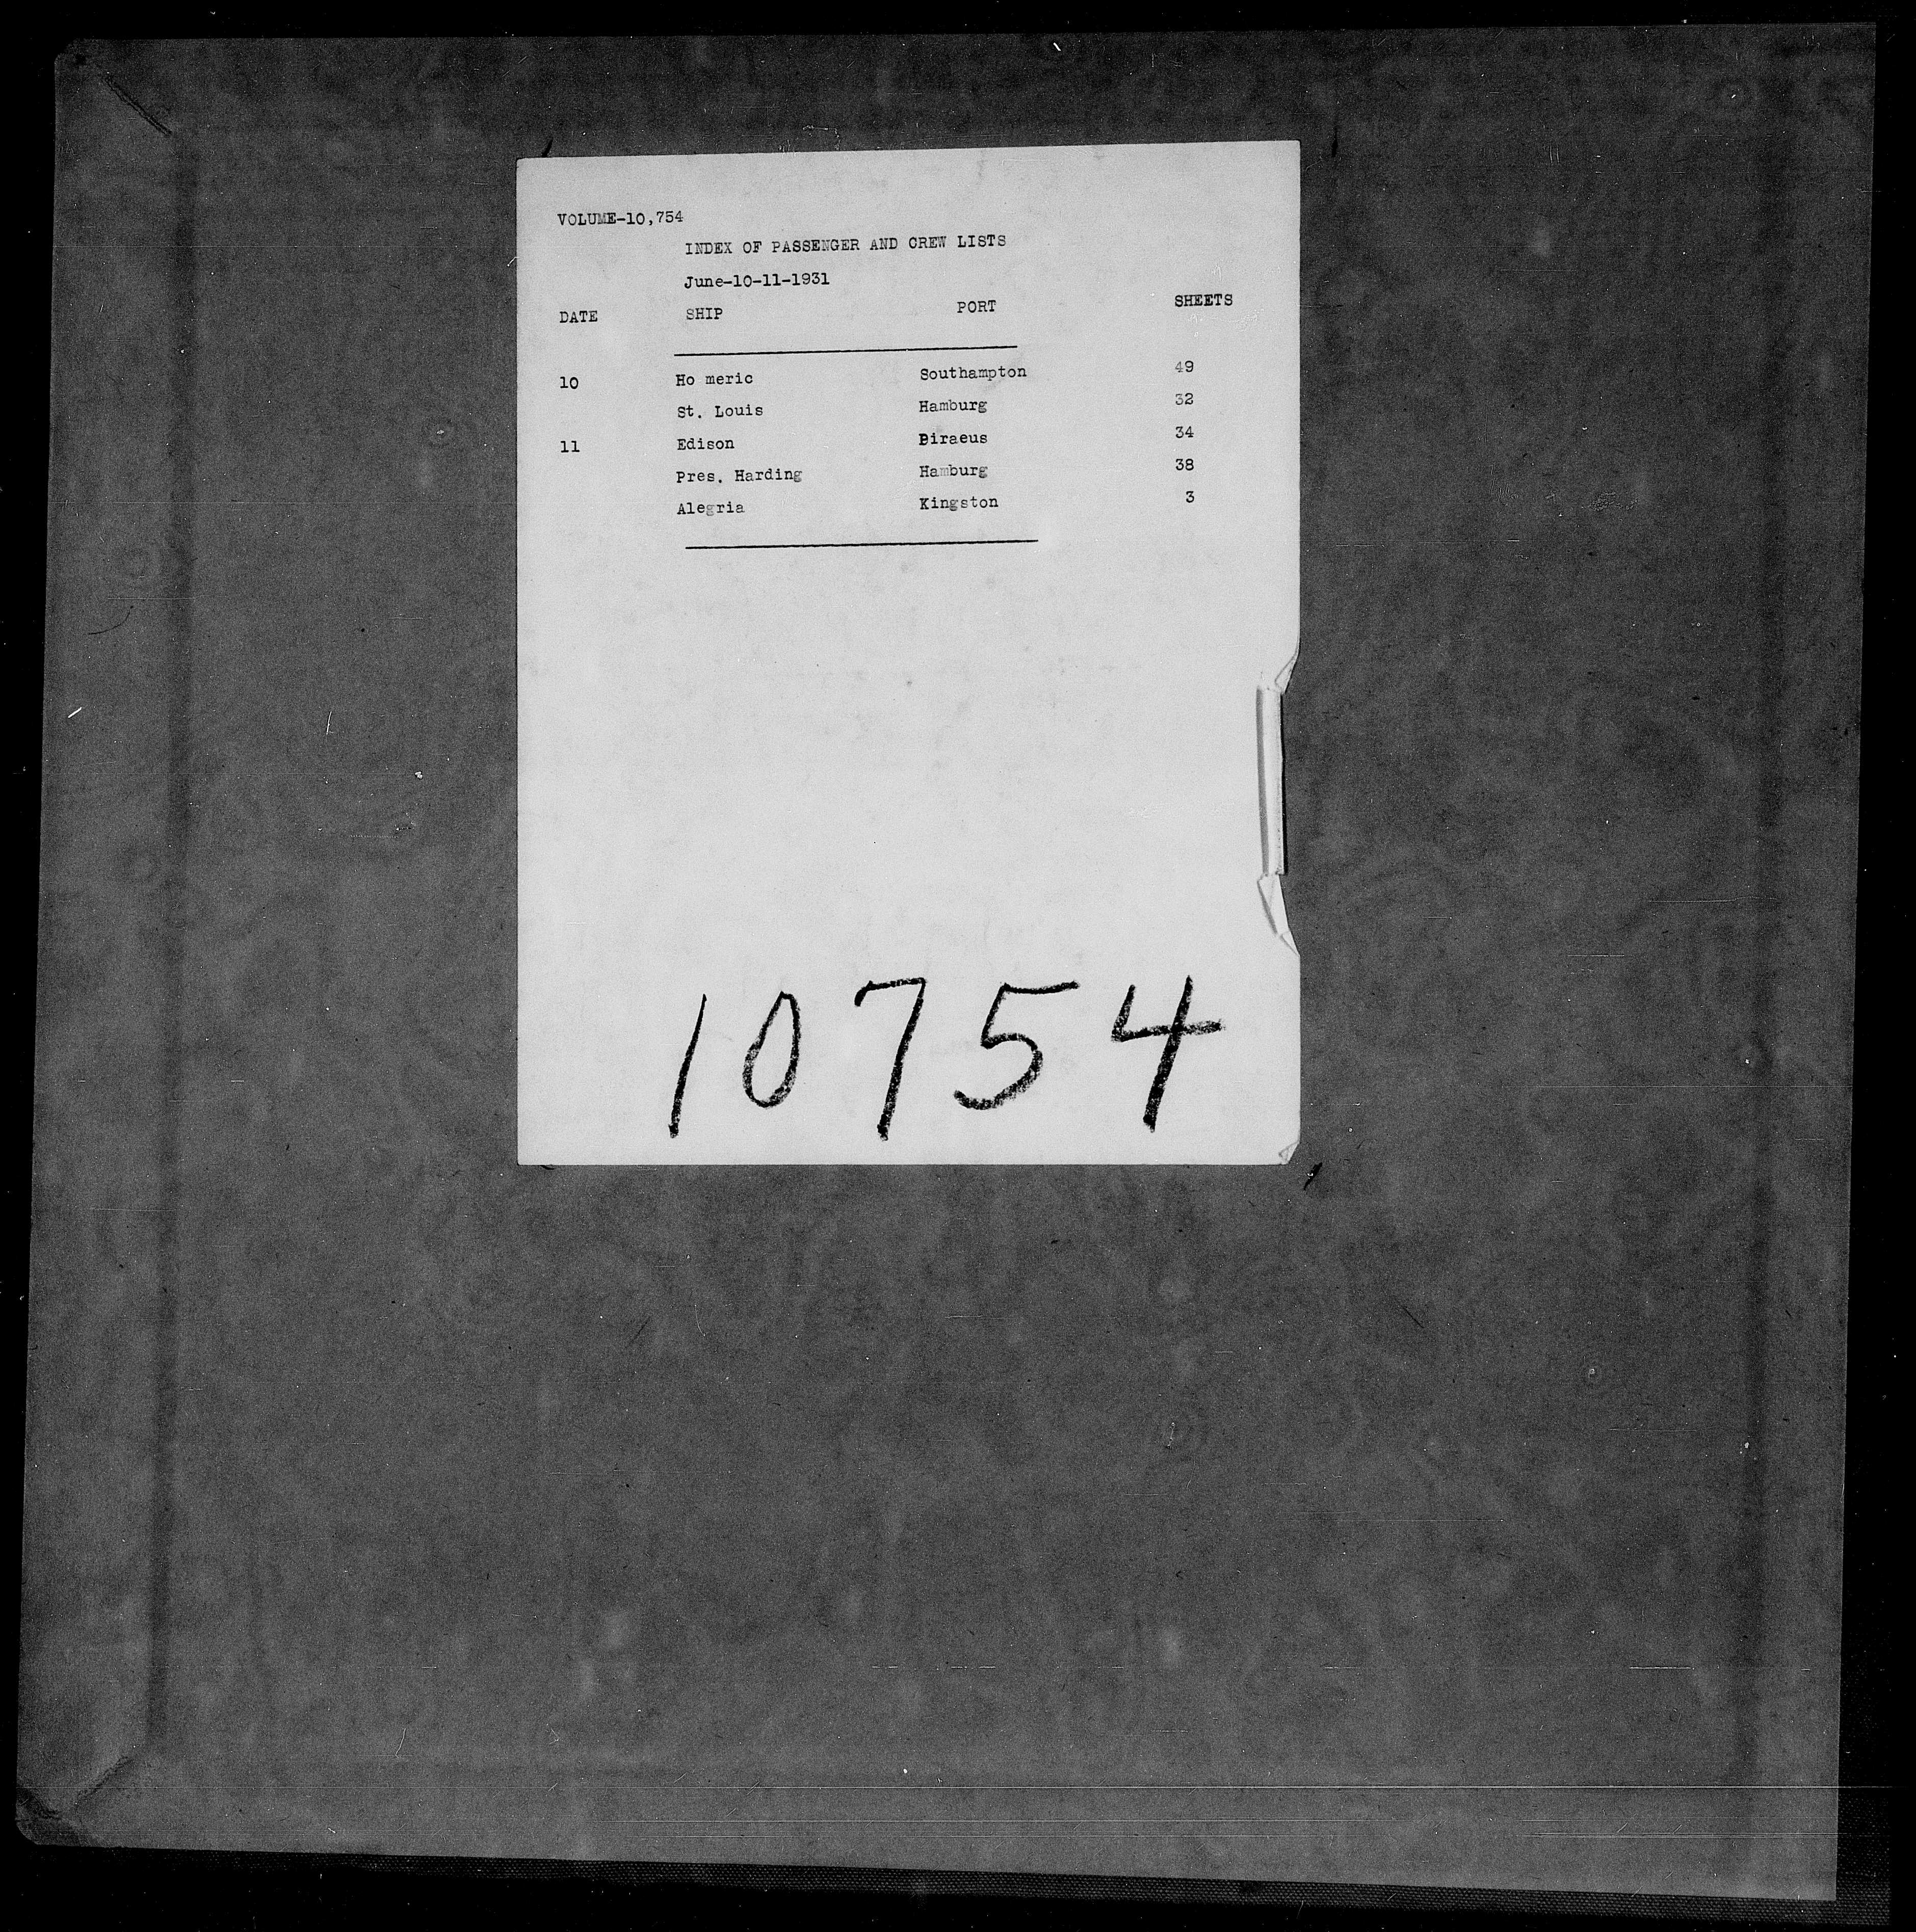 VOLUME-10,754
INDEX OF PASSENGER AND CREW LISTS
June-10-11-1931
DATE SHIP PORT SHEETS
10 Ho meric Southampton 49
St. Louis Hamburg 32
11 Edison Piraeus 34
Pres. Harding Hamburg 38
Alegria Kingston 3
10754